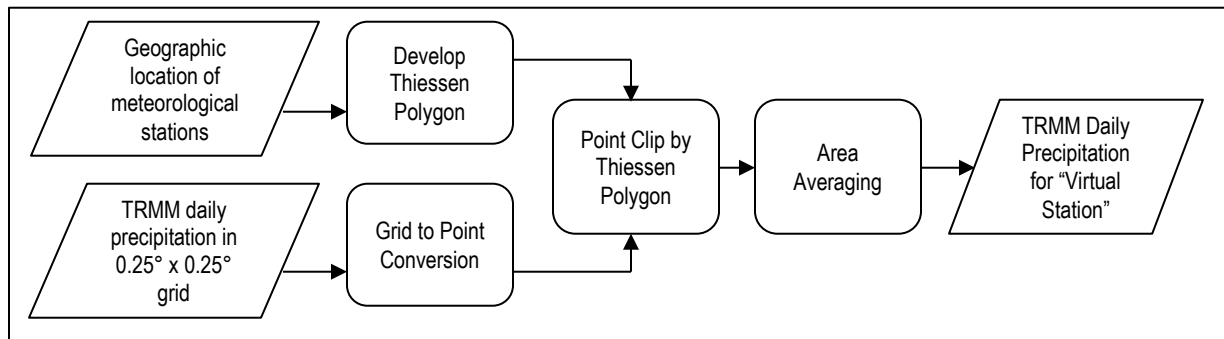 Geographic
location of
meteorological
stations
Develop
Thiessen
Polygon
TRMM daily
precipitation in
0.25° x 0.25°
grid
Grid to Point
Conversion
Point Clip by
Thiessen
Polygon
Area
Averaging
TRMM Daily
Precipitation
for “Virtual
Station”